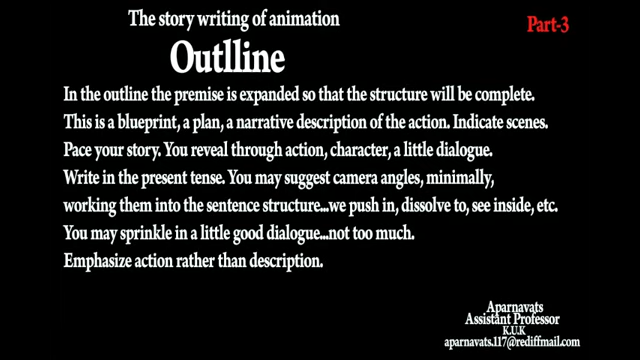 The story writing of animation
Part-3
Outlline
In the outline the premise is expanded so that the structure will be complete.
This is a blueprint, a plan, a narrative description of the action. Indicate scenes.
Pace your story. You reveal through action, character, a little dialogue.
Write in the present tense. You may suggest camera angles, minimally,
working them into the sentence structure...we push in, dissolve to, see inside, etc.
You may sprinkle in a little good dialogue...not too much.
Emphasize action rather than description.
Aparnavats
Assistant Professor
K.U.K
aparnavats.117@rediffmail.com